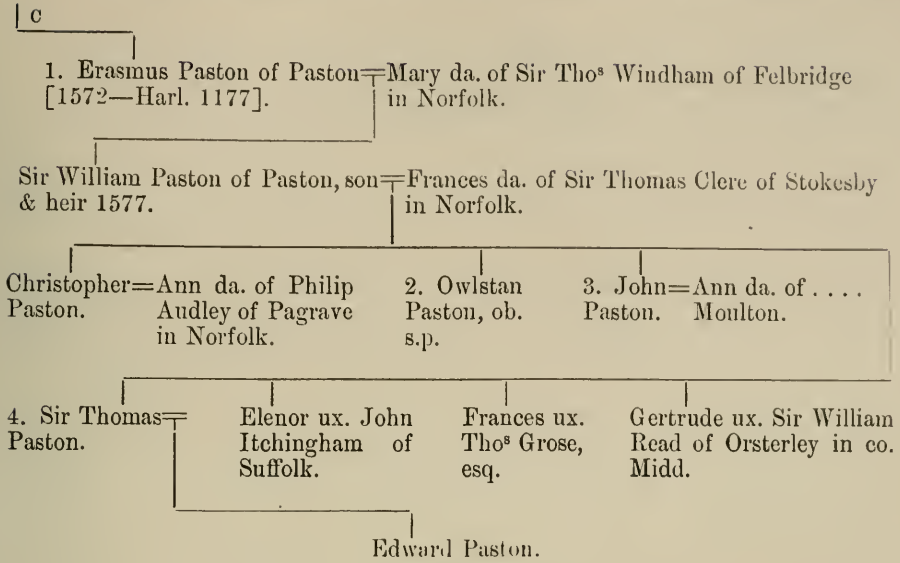 C
1. Erasmus Paston of Paston=Mary da. of Sir Thoˢ Windham of Felbridge
[1572—Harl. 1177]. in Norfolk.
Sir William Paston of Paston, son=Frances da. of Sir Thomas Clere of Stokesby
& heir 1577. in Norfolk.
Christopher=Ann da. of Philip 2. Owlstan 3. John=Ann da. of ....
Paston. Audley of Pagrave Paston, ob. Paston. Moulton.
in Norfolk. s.p.
4. Sir Thomas= Elenor ux. John Frances ux. Gertrude ux. Sir William
Paston. Itchingham of Thoˢ Grose, Read of Orsterley in co.
Suffolk. esq. Midd.
Edward Paston.